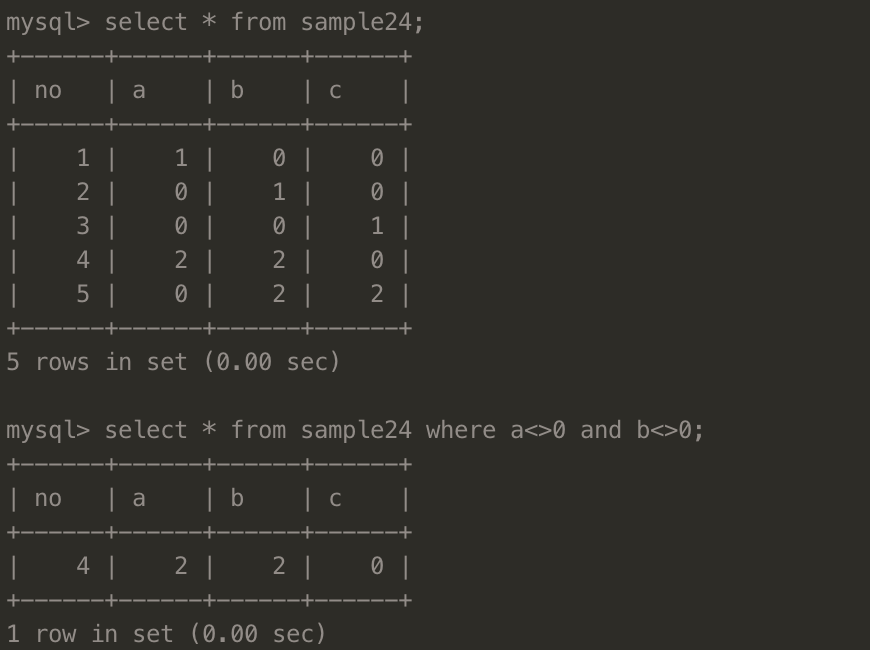 mysql> select * from sample24;
+------+------+------+------+
| no   | a    | b    | c    |
+------+------+------+------+
|    1 |    1 |    0 |    0 |
|    2 |    0 |    1 |    0 |
|    3 |    0 |    0 |    1 |
|    4 |    2 |    2 |    0 |
|    5 |    0 |    2 |    2 |
+------+------+------+------+
5 rows in set (0.00 sec)

mysql> select * from sample24 where a<>0 and b<>0;
+------+------+------+------+
| no   | a    | b    | c    |
+------+------+------+------+
|    4 |    2 |    2 |    0 |
+------+------+------+------+
1 row in set (0.00 sec)